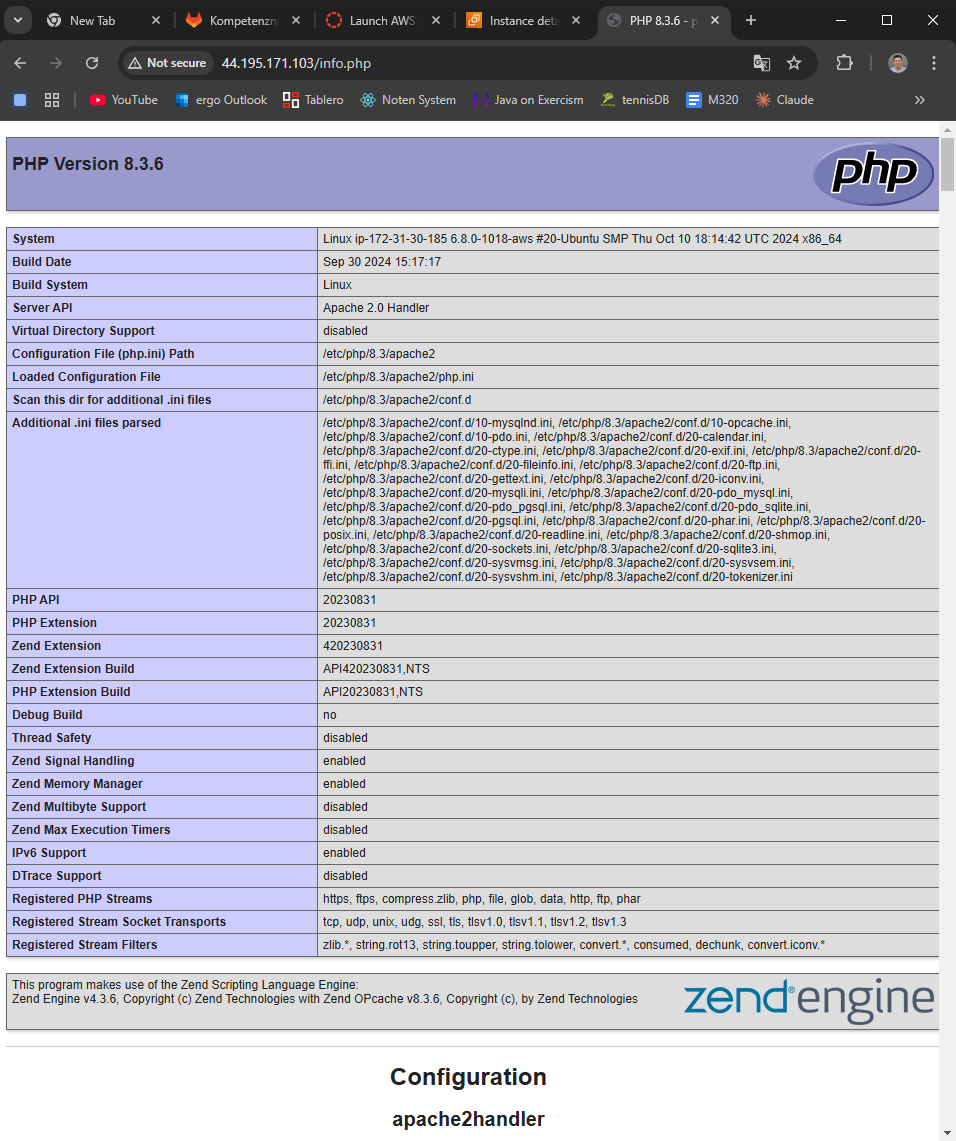 New Tab
Kompetenzna
Launch AWS
Instance deta
PHP 8.3.6 - p
Not secure
44.195.171.103/info.php
YouTube
ergo Outlook
Tablero
Noten System
Java on Exercism
tennisDB
M320
Claude
PHP Version 8.3.6
php
System Linux ip-172-31-30-185 6.8.0-1018-aws #20-Ubuntu SMP Thu Oct 10 18:14:42 UTC 2024 x86_64
Build Date Sep 30 2024 15:17:17
Build System Linux
Server API Apache 2.0 Handler
Virtual Directory Support disabled
Configuration File (php.ini) Path /etc/php/8.3/apache2
Loaded Configuration File /etc/php/8.3/apache2/php.ini
Scan this dir for additional .ini files /etc/php/8.3/apache2/conf.d
Additional .ini files parsed /etc/php/8.3/apache2/conf.d/10-mysqlnd.ini, /etc/php/8.3/apache2/conf.d/10-opcache.ini,
/etc/php/8.3/apache2/conf.d/10-pdo.ini, /etc/php/8.3/apache2/conf.d/20-calendar.ini,
/etc/php/8.3/apache2/conf.d/20-ctype.ini, /etc/php/8.3/apache2/conf.d/20-exif.ini, /etc/php/8.3/apache2/conf.d/20-
ffi.ini, /etc/php/8.3/apache2/conf.d/20-fileinfo.ini, /etc/php/8.3/apache2/conf.d/20-ftp.ini,
/etc/php/8.3/apache2/conf.d/20-gettext.ini, /etc/php/8.3/apache2/conf.d/20-iconv.ini,
/etc/php/8.3/apache2/conf.d/20-mysqli.ini, /etc/php/8.3/apache2/conf.d/20-pdo_mysql.ini,
/etc/php/8.3/apache2/conf.d/20-pdo_pgsql.ini, /etc/php/8.3/apache2/conf.d/20-pdo_sqlite.ini,
/etc/php/8.3/apache2/conf.d/20-pgsql.ini, /etc/php/8.3/apache2/conf.d/20-phar.ini, /etc/php/8.3/apache2/conf.d/20-
posix.ini, /etc/php/8.3/apache2/conf.d/20-readline.ini, /etc/php/8.3/apache2/conf.d/20-shmop.ini,
/etc/php/8.3/apache2/conf.d/20-sockets.ini, /etc/php/8.3/apache2/conf.d/20-sqlite3.ini,
/etc/php/8.3/apache2/conf.d/20-sysvmsg.ini, /etc/php/8.3/apache2/conf.d/20-sysvsem.ini,
/etc/php/8.3/apache2/conf.d/20-sysvshm.ini, /etc/php/8.3/apache2/conf.d/20-tokenizer.ini
PHP API 20230831
PHP Extension 20230831
Zend Extension 420230831
Zend Extension Build API420230831,NTS
PHP Extension Build API20230831,NTS
Debug Build no
Thread Safety disabled
Zend Signal Handling enabled
Zend Memory Manager enabled
Zend Multibyte Support disabled
Zend Max Execution Timers disabled
IPv6 Support enabled
DTrace Support disabled
Registered PHP Streams https, ftps, compress.zlib, php, file, glob, data, http, ftp, phar
Registered Stream Socket Transports tcp, udp, unix, udg, ssl, tls, tlsv1.0, tlsv1.1, tlsv1.2, tlsv1.3
Registered Stream Filters zlib.*, string.rot13, string.toupper, string.tolower, convert.*, consumed, dechunk, convert.iconv.*
This program makes use of the Zend Scripting Language Engine:
Zend Engine v4.3.6, Copyright (c) Zend Technologies with Zend OPcache v8.3.6, Copyright (c), by Zend Technologies
zend® engine
Configuration
apache2handler